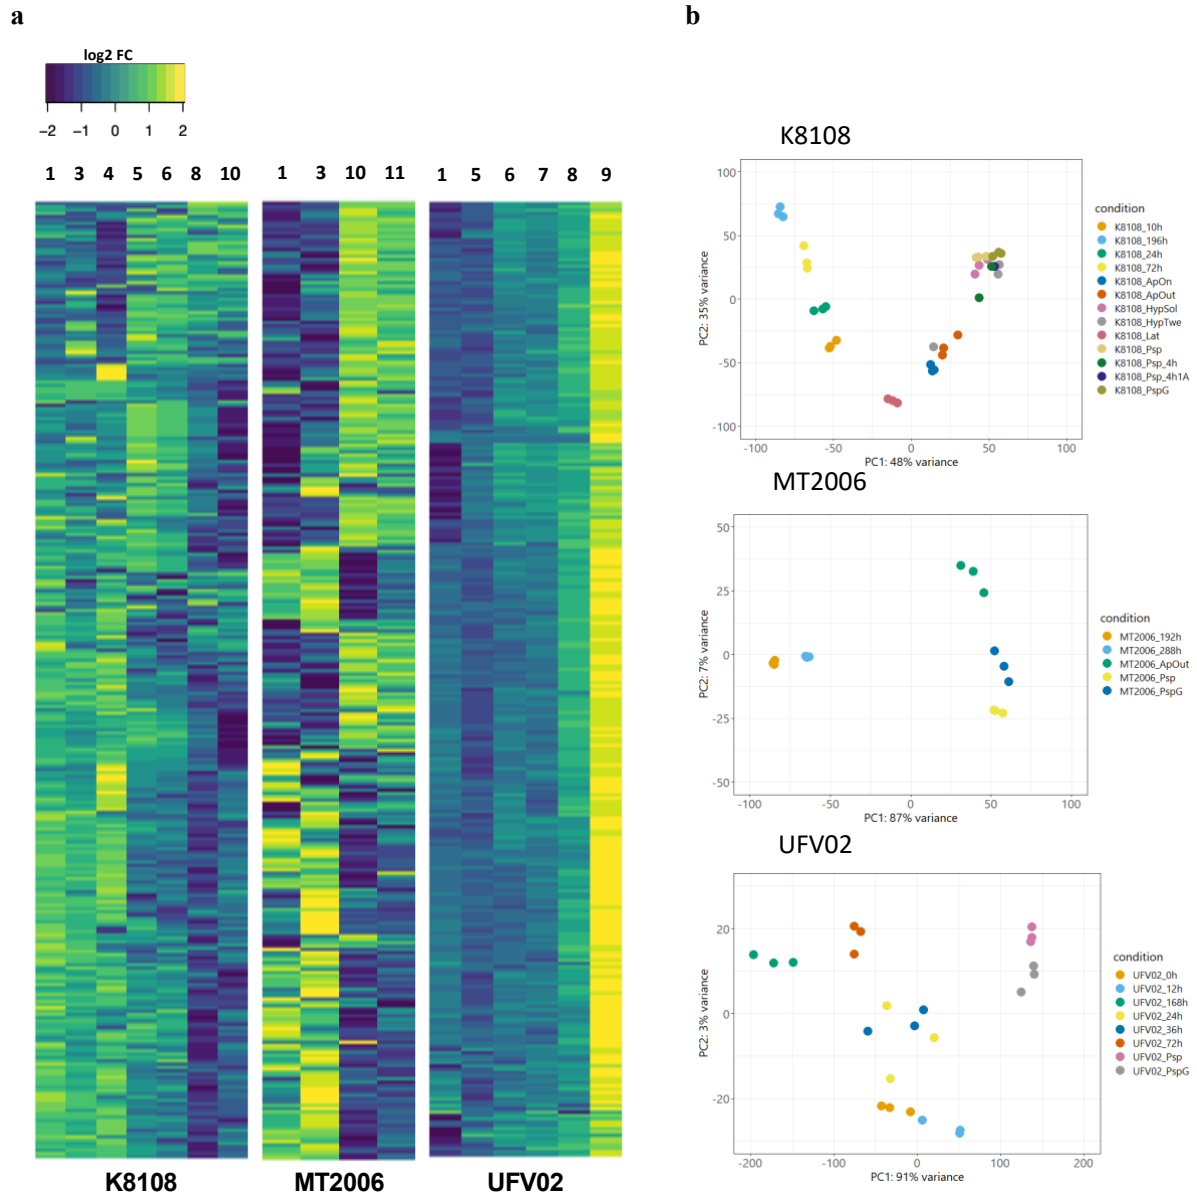 a
b
log2 FC
−2 −1 0 1 2
1 3 4 5 6 8 10
1 3 10 11
1 5 6 7 8 9
K8108
MT2006
UFV02
K8108
100
50
0
-50
-100
PC2: 35% variance
-100 -50 0 50 100
PC1: 48% variance
condition
K8108_10h
K8108_196h
K8108_24h
K8108_72h
K8108_ApOn
K8108_ApOut
K8108_HypSol
K8108_HypTwe
K8108_Lat
K8108_Psp
K8108_Psp_4h
K8108_Psp_4h1A
K8108_PspG
MT2006
50
25
0
-25
-50
PC2: 7% variance
-100 -50 0 50 100
PC1: 87% variance
condition
MT2006_192h
MT2006_288h
MT2006_ApOut
MT2006_Psp
MT2006_PspG
UFV02
20
0
-20
PC2: 3% variance
-200 -100 0 100 200
PC1: 91% variance
condition
UFV02_0h
UFV02_12h
UFV02_168h
UFV02_24h
UFV02_36h
UFV02_72h
UFV02_Psp
UFV02_PspG